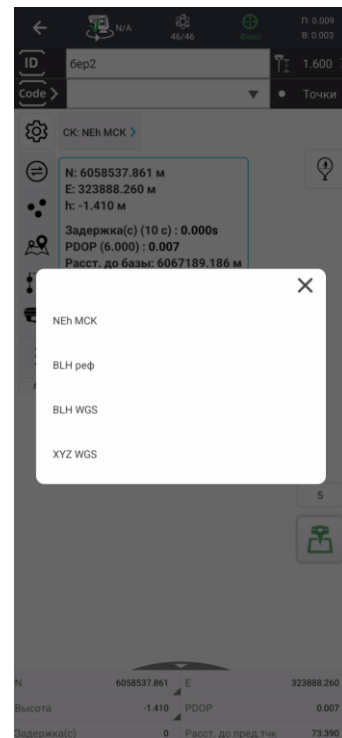 N/A
46/46
Фикс
П: 0.009
В: 0.003
ID
бер2
1.600
Code >
Точки
СК: NEh МСК >
N: 6058537.861 м
E: 323888.260 м
h: -1.410 м
Задержка(с) (10 с) : 0.000s
PDOP (6.000) : 0.007
Расст. до базы: 6067189.186 м
NEh МСК
BLH реф
BLH WGS
XYZ WGS
5
N 6058537.861 E 323888.260
Высота -1.410 PDOP 0.007
Задержка(с) 0 Расст. до пред.тчк 73.390